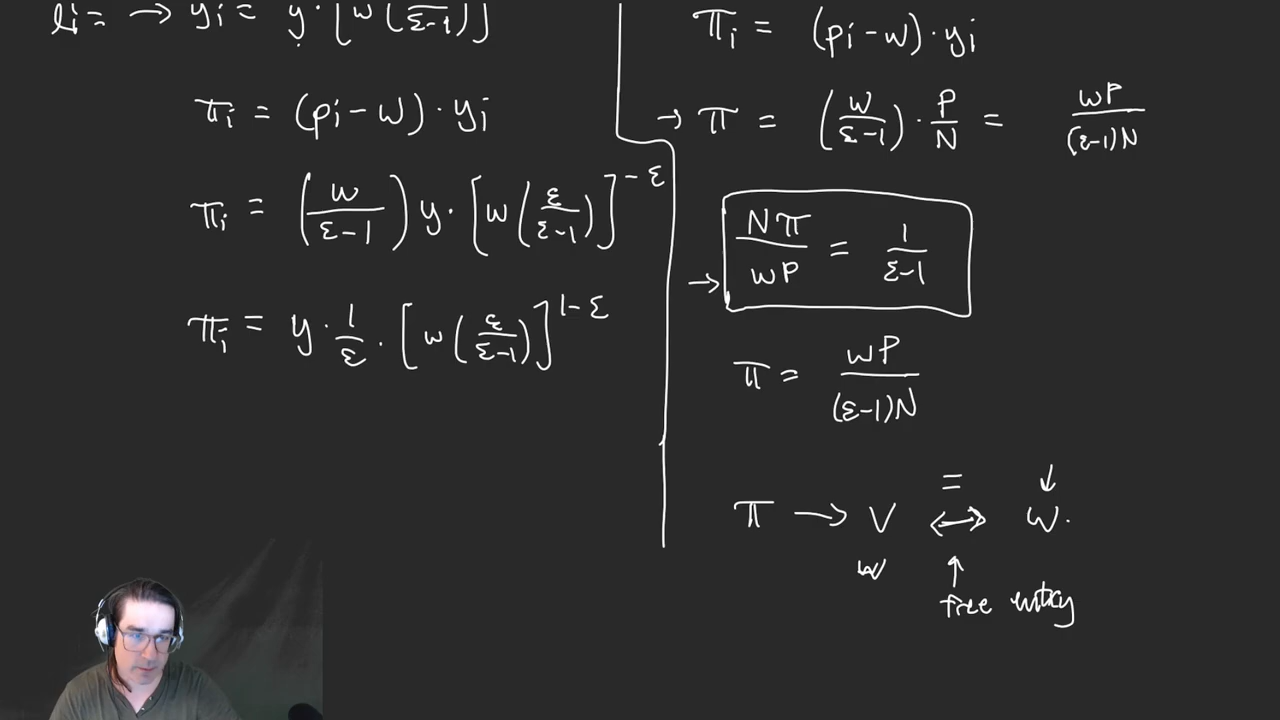 li = → yi = y · [w(ε/(ε-1))]
πi = (pi - w) · yi
πi = (w/(ε-1)) y · [w(ε/(ε-1))]^-ε
πi = y · 1/ε · [w(ε/(ε-1))]^1-ε
πi = (pi - w) · yi
→ π = (w/(ε-1)) · P/N = wP/((ε-1)N)
→ Nπ/wP = 1/(ε-1)
π = wP/((ε-1)N)
= ↓
π → V ↔ w.
w ↑
free entry